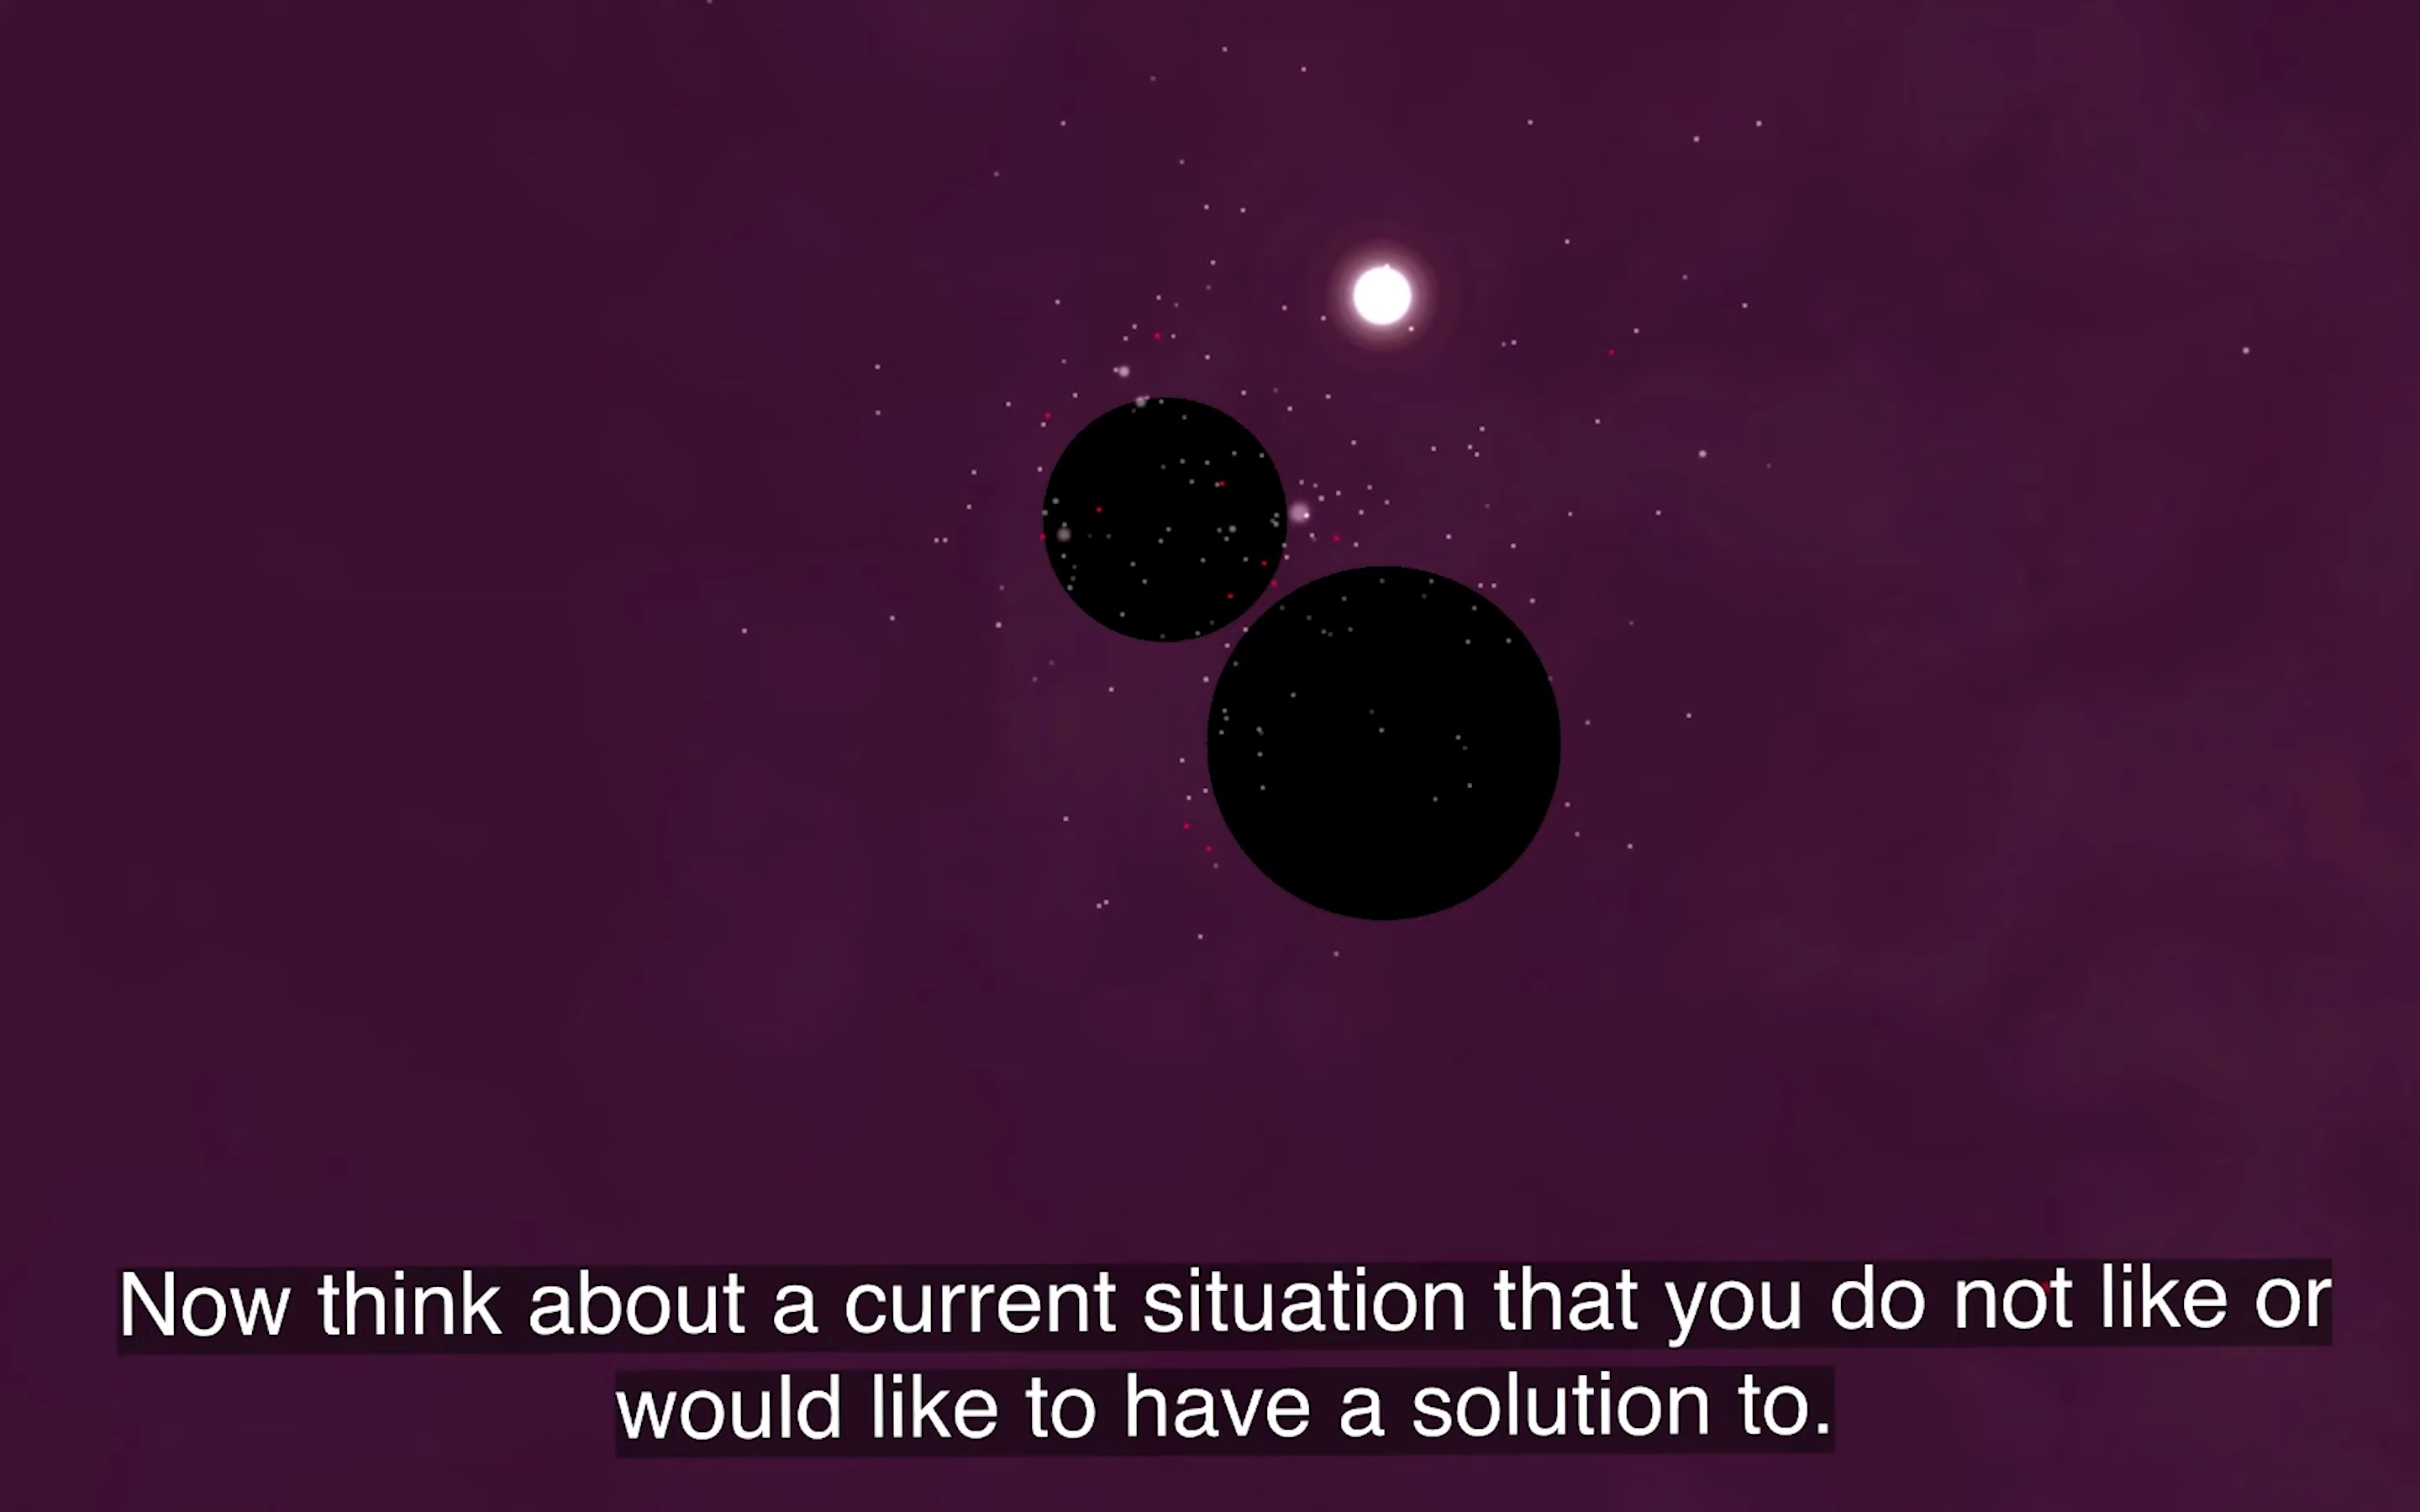 Now think about a current situation that you do not like or
would like to have a solution to.